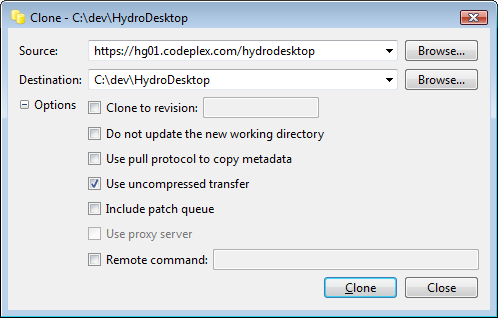 Clone - C:\dev\HydroDesktop
Source: https://hg01.codeplex.com/hydrodesktop Browse...
Destination: C:\dev\HydroDesktop Browse...
Options Clone to revision:
Do not update the new working directory
Use pull protocol to copy metadata
Use uncompressed transfer
Include patch queue
Use proxy server
Remote command:
Clone Close